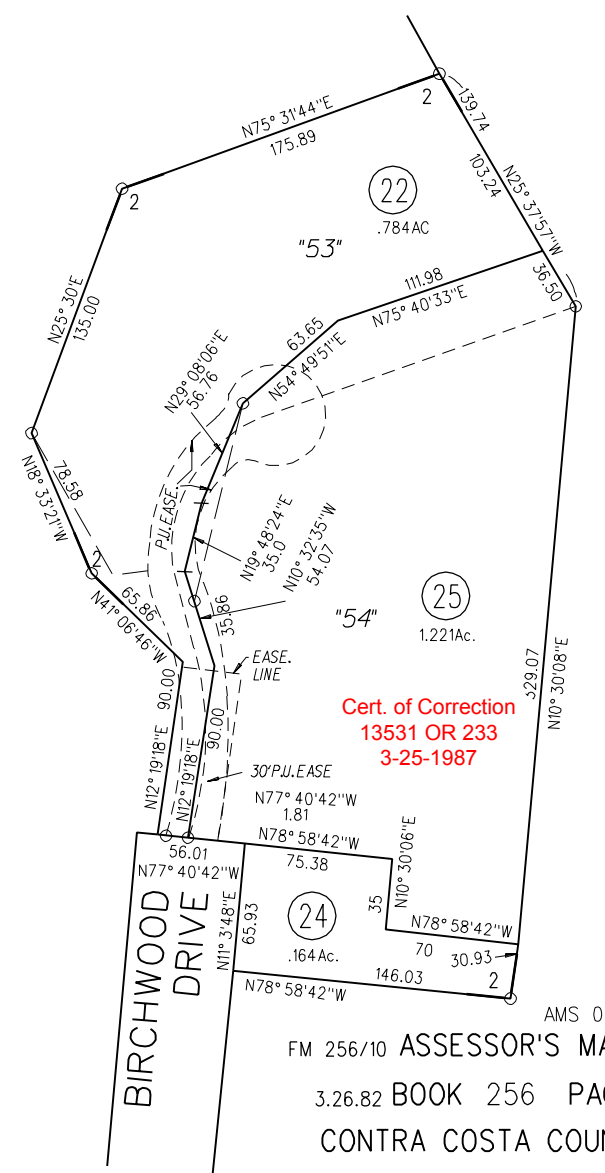 N75° 31'44"E
175.89
2
139.74
103.24
N25° 37'57"W
36.50
2
22
.784AC
"53"
111.98
N75° 40'33"E
N25° 30'E
135.00
63.65
N54° 49'51"E
N29° 08'06"E
56.76
P.U.EASE.
78.58
N18° 33'21"W
2
65.86
N41° 06'46"W
N19° 48'24"E
35.0
N10° 32'35"W
54.07
35.86
25
1.221Ac.
"54"
329.07
N10° 30'08"E
EASE.
LINE
90.00
N12° 19'18"E
90.00
N12° 19'18"E
Cert. of Correction
13531 OR 233
3-25-1987
30'P.U.EASE
N77° 40'42"W
1.81
N78° 58'42"W
75.38
N10° 30'06"E
35
56.01
N77° 40'42"W
N11° 3'48"E
65.93
24
.164Ac.
N78° 58'42"W
70
30.93
146.03
N78° 58'42"W
2
BIRCHWOOD
DRIVE
AMS 0
FM 256/10 ASSESSOR'S MA
3.26.82 BOOK 256 PAG
CONTRA COSTA COUN